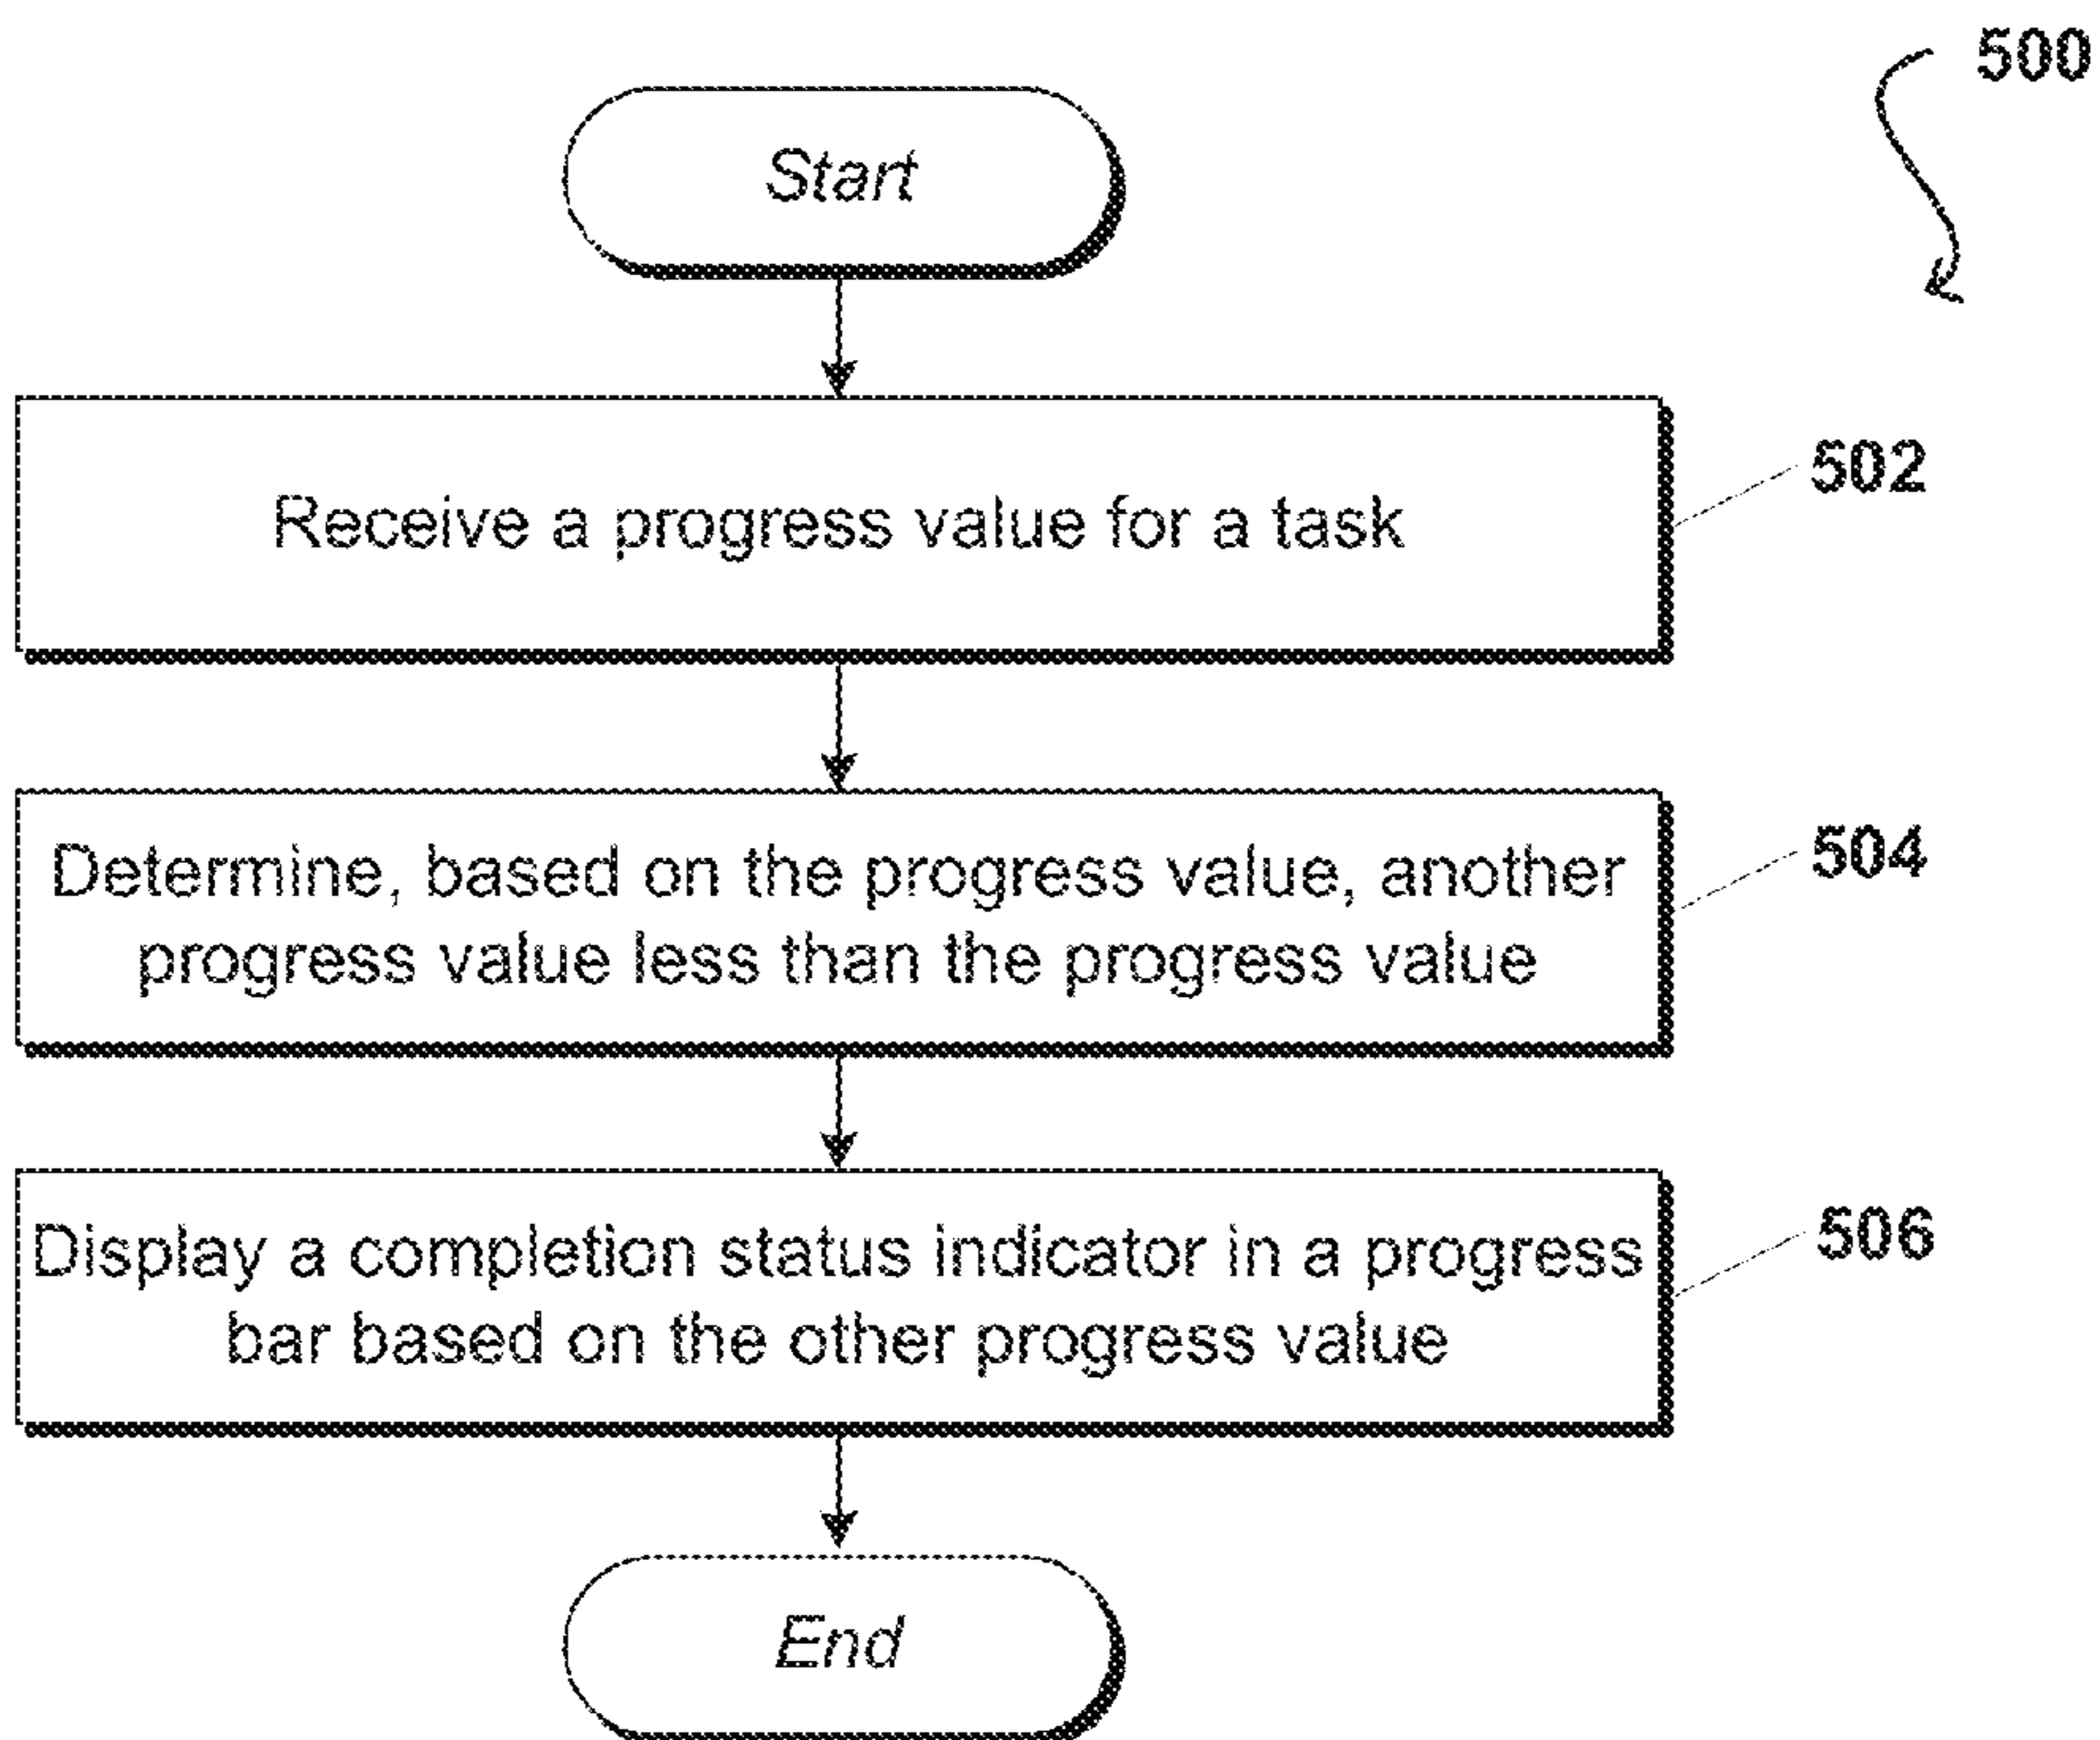 500
Start
Receive a progress value for a task
502
Determine, based on the progress value, another
progress value less than the progress value
504
Display a completion status indicator in a progress
bar based on the other progress value
506
End